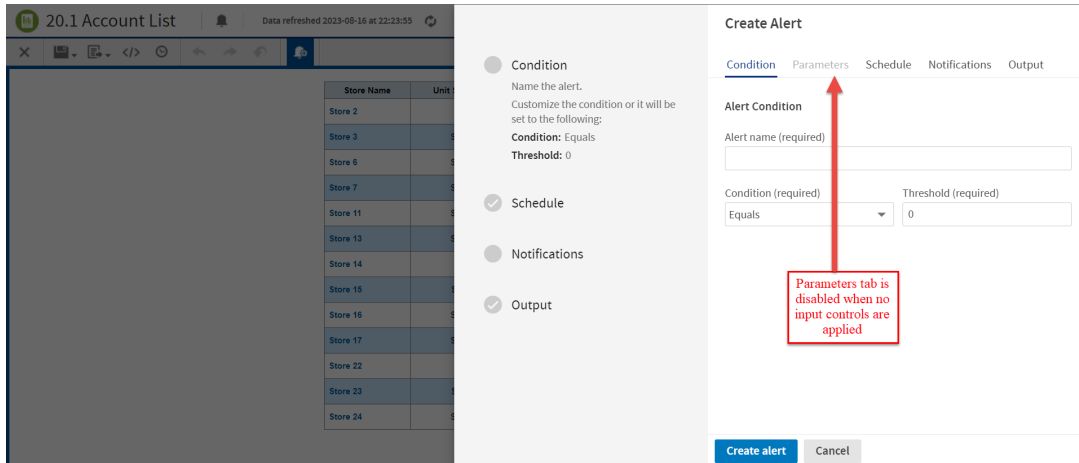 20.1 Account List
Data refreshed 2023-08-16 at 22:23:55
Store Name
Unit
Store 2
Store 3
Store 6
Store 7
Store 11
Store 13
Store 14
Store 15
Store 16
Store 17
Store 22
Store 23
Store 24
Condition
Name the alert.
Customize the condition or it will be
set to the following:
Condition: Equals
Threshold: 0
Schedule
Notifications
Output
Create Alert
Condition Parameters Schedule Notifications Output
Alert Condition
Alert name (required)
Condition (required) Threshold (required)
Equals 0
Parameters tab is
disabled when no
input controls are
applied
Create alert Cancel